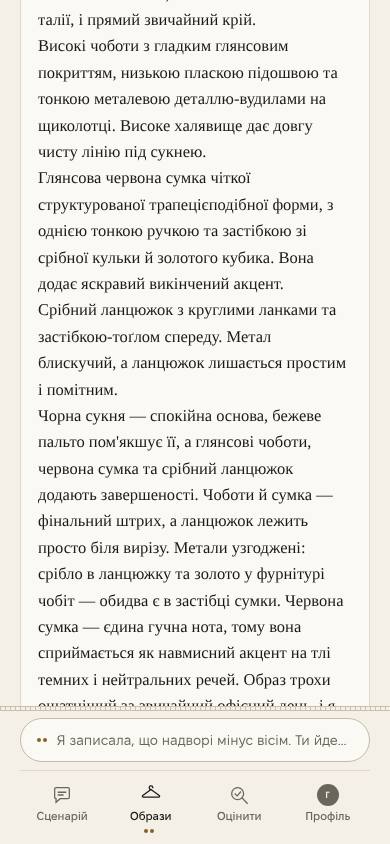 талії, і прямий звичайний крій.
Високі чоботи з гладким глянсовим
покриттям, низькою пласкою підошвою та
тонкою металевою деталлю-вудилами на
щиколотці. Високе халявище дає довгу
чисту лінію під сукнею.
Глянсова червона сумка чіткої
структурованої трапецієподібної форми, з
однією тонкою ручкою та застібкою зі
срібної кульки й золотого кубика. Вона
додає яскравий викінчений акцент.
Срібний ланцюжок з круглими ланками та
застібкою-тоґлом спереду. Метал
блискучий, а ланцюжок лишається простим
і помітним.
Чорна сукня — спокійна основа, бежеве
пальто пом'якшує її, а глянсові чоботи,
червона сумка та срібний ланцюжок
додають завершеності. Чоботи й сумка —
фінальний штрих, а ланцюжок лежить
просто біля вирізу. Метали узгоджені:
срібло в ланцюжку та золото у фурнітурі
чобіт — обидва є в застібці сумки. Червона
сумка — єдина гучна нота, тому вона
сприймається як навмисний акцент на тлі
темних і нейтральних речей. Образ трохи
ошатніший за звичайний офісний день, і я
Я записала, що надворі мінус вісім. Ти йде...
Сценарій
Образи
Оцінити
г
Профіль